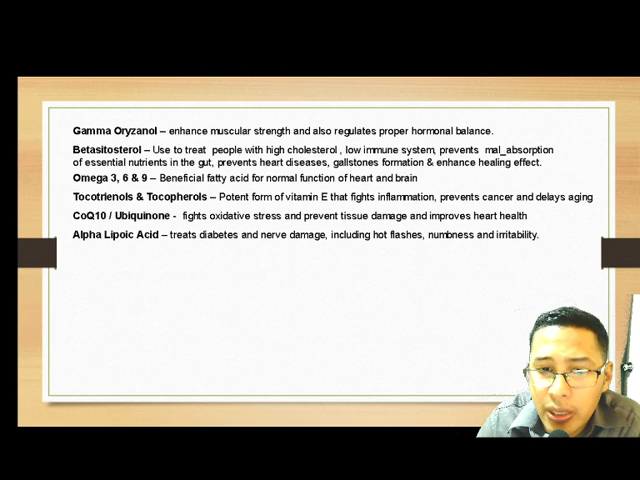 Gamma Oryzanol – enhance muscular strength and also regulates proper hormonal balance.
Betasitosterol – Use to treat people with high cholesterol , low immune system, prevents mal_absorption
of essential nutrients in the gut, prevents heart diseases, gallstones formation & enhance healing effect.
Omega 3, 6 & 9 – Beneficial fatty acid for normal function of heart and brain
Tocotrienols & Tocopherols – Potent form of vitamin E that fights inflammation, prevents cancer and delays aging
CoQ10 / Ubiquinone - fights oxidative stress and prevent tissue damage and improves heart health
Alpha Lipoic Acid – treats diabetes and nerve damage, including hot flashes, numbness and irritability.